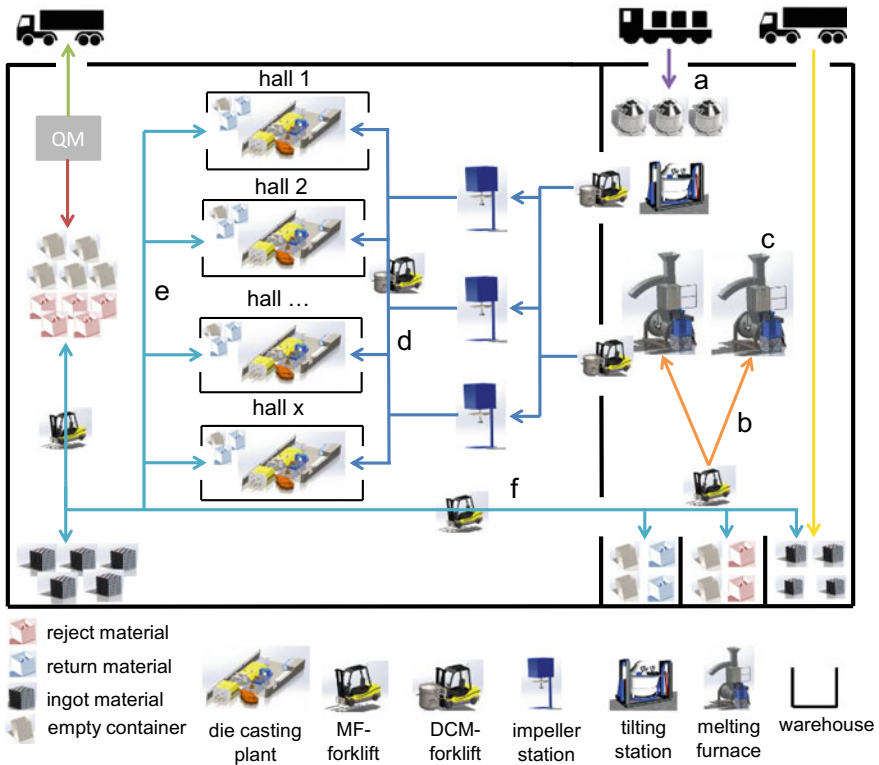 hall 1
a
QM
hall 2
c
e
hall ...
d
hall x
b
f
reject material
return material
ingot material
empty container
die casting
plant
MF-
forklift
DCM-
forklift
impeller
station
tilting
station
melting
furnace
warehouse